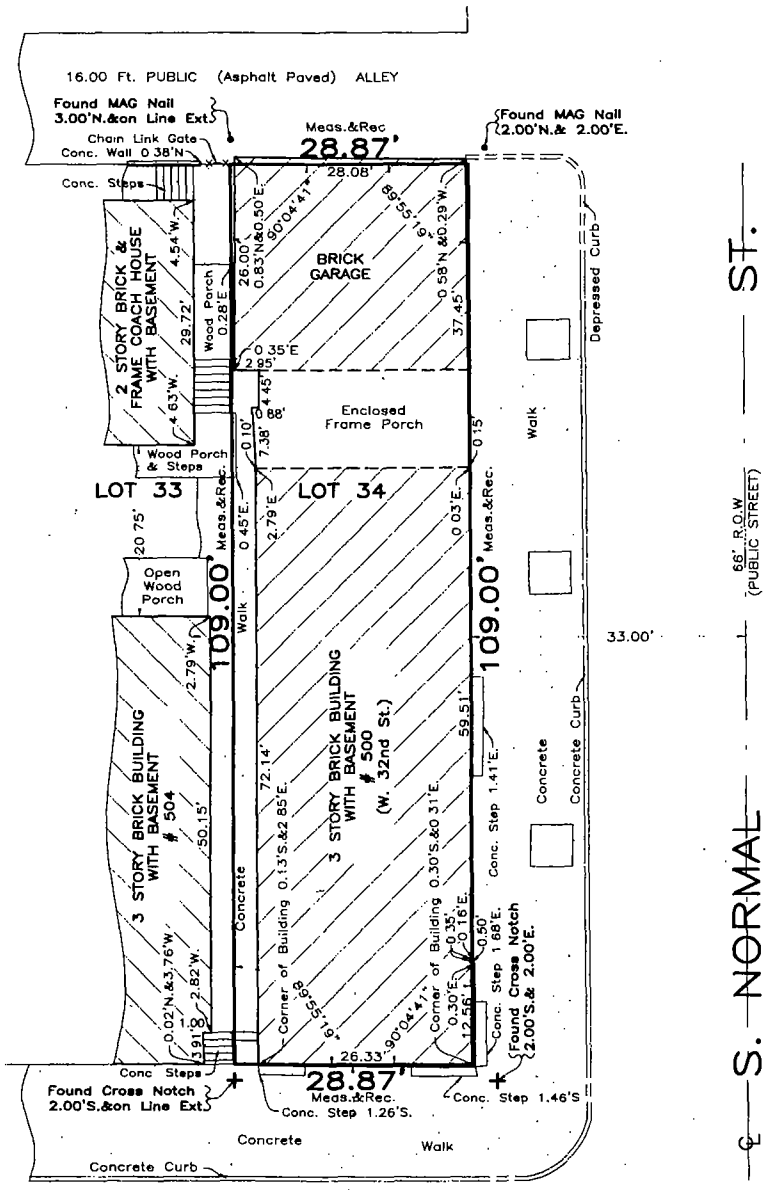 16.00 Ft. PUBLIC (Asphalt Paved) ALLEY
Found MAG Nail
3.00'N.&on Line Ext.
Chain Link Gate
Conc. Wall 0 38'N
Conc. Steps
Meas.&Rec
28.87'
28.08'
Found MAG Nail
2.00'N.& 2.00'E.
90°04'41"
89°55'19"
26.00'
0.83'N&0.50'E.
0 58'N &0.29'W.
37.45'
BRICK
GARAGE
4.54'W.
29.72'
4 63'W.
2 STORY BRICK &
FRAME COACH HOUSE
WITH BASEMENT
Wood Porch
0.28'E
0 35'E
2.95'
4 45'
0 88'
Enclosed
Frame Porch
0 10'
7.38'
0 15'
Wood Porch
& Steps
LOT 33
LOT 34
2.79'E.
0 03'E.
0 45'E.
Meas.&Rec.
109.00'
Meas.&Rec.
109.00'
20 75'
Open
Wood
Porch
Walk
Walk
Depressed Curb
ST.
66' R.O.W
(PUBLIC STREET)
33.00'
2.79'W.
3 STORY BRICK BUILDING
WITH BASEMENT
# 504
50.15'
72.14'
3 STORY BRICK BUILDING
WITH BASEMENT
# 500
(W. 32nd St.)
59.51'
Conc. Step 1.41'E.
Concrete
Concrete Curb
Concrete
Corner of Building 0.13'S.&2 85'E.
Corner of Building 0.30'S.&0 31'E.
0.35'
0 16'E.
0.50'
0.30'E
12.56'
Conc. Step 1 68'E.
Found Cross Notch
2.00'S.& 2.00'E.
0.02'N.&3.76'W
2.82'W.
3 91'
89°55'19"
90°04'41"
26.33'
Conc Steps
Found Cross Notch
2.00'S.&on Line Ext.
28.87'
Meas.&Rec.
Conc. Step 1.26'S.
Conc. Step 1.46'S
Concrete
Walk
Concrete Curb
S. NORMAL